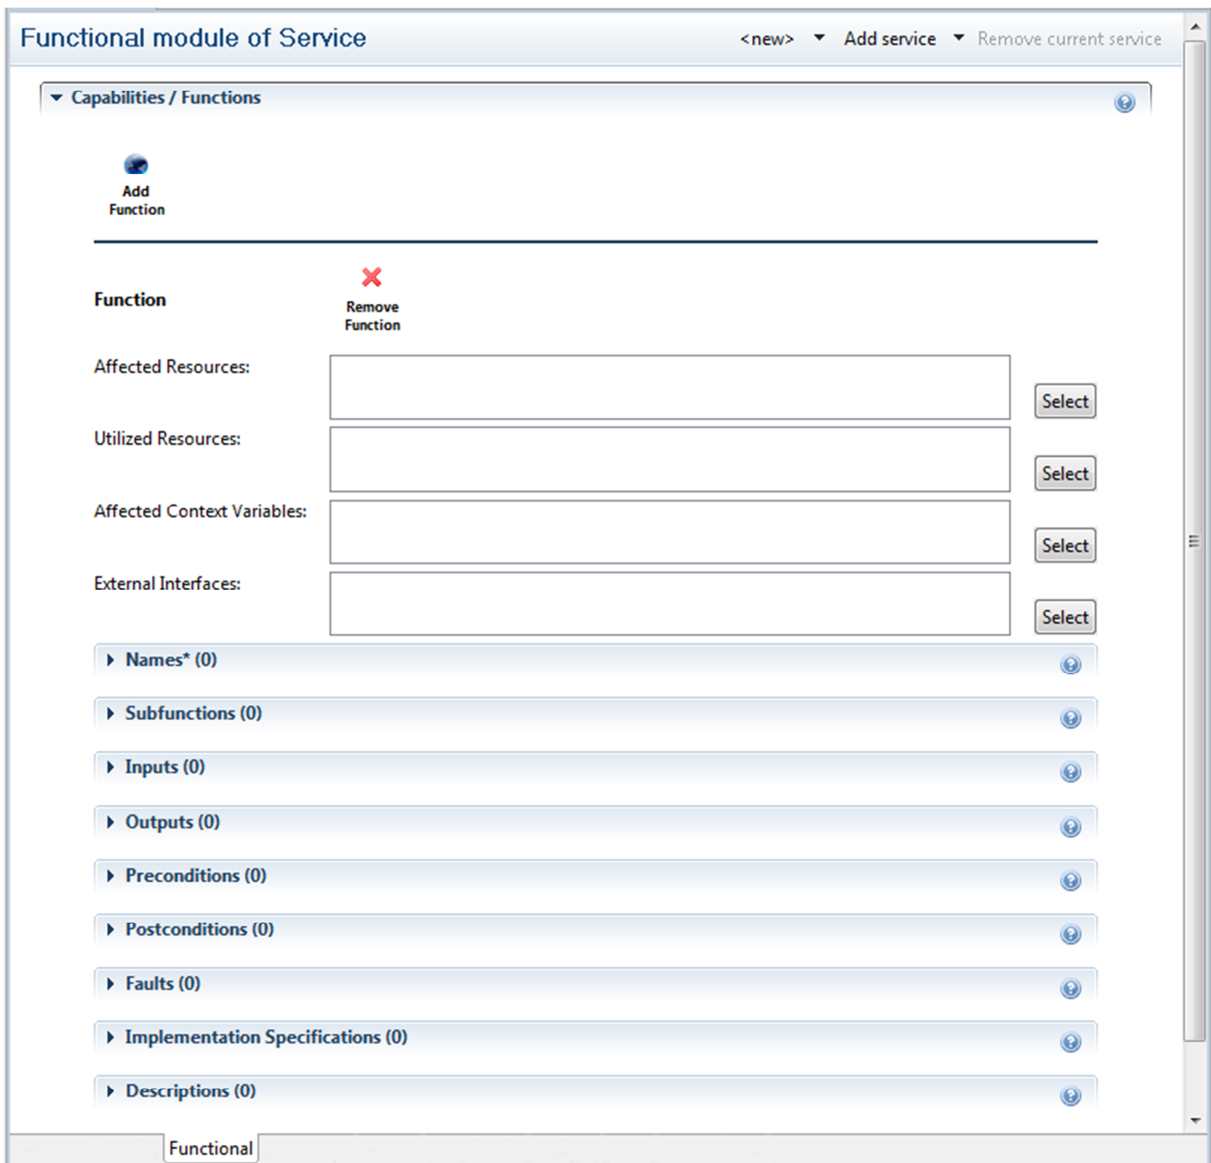 Functional module of Service
<new> Add service Remove current service
Capabilities / Functions
Add
Function
Function
Remove
Function
Affected Resources:
Select
Utilized Resources:
Select
Affected Context Variables:
Select
External Interfaces:
Select
Names* (0)
Subfunctions (0)
Inputs (0)
Outputs (0)
Preconditions (0)
Postconditions (0)
Faults (0)
Implementation Specifications (0)
Descriptions (0)
Functional